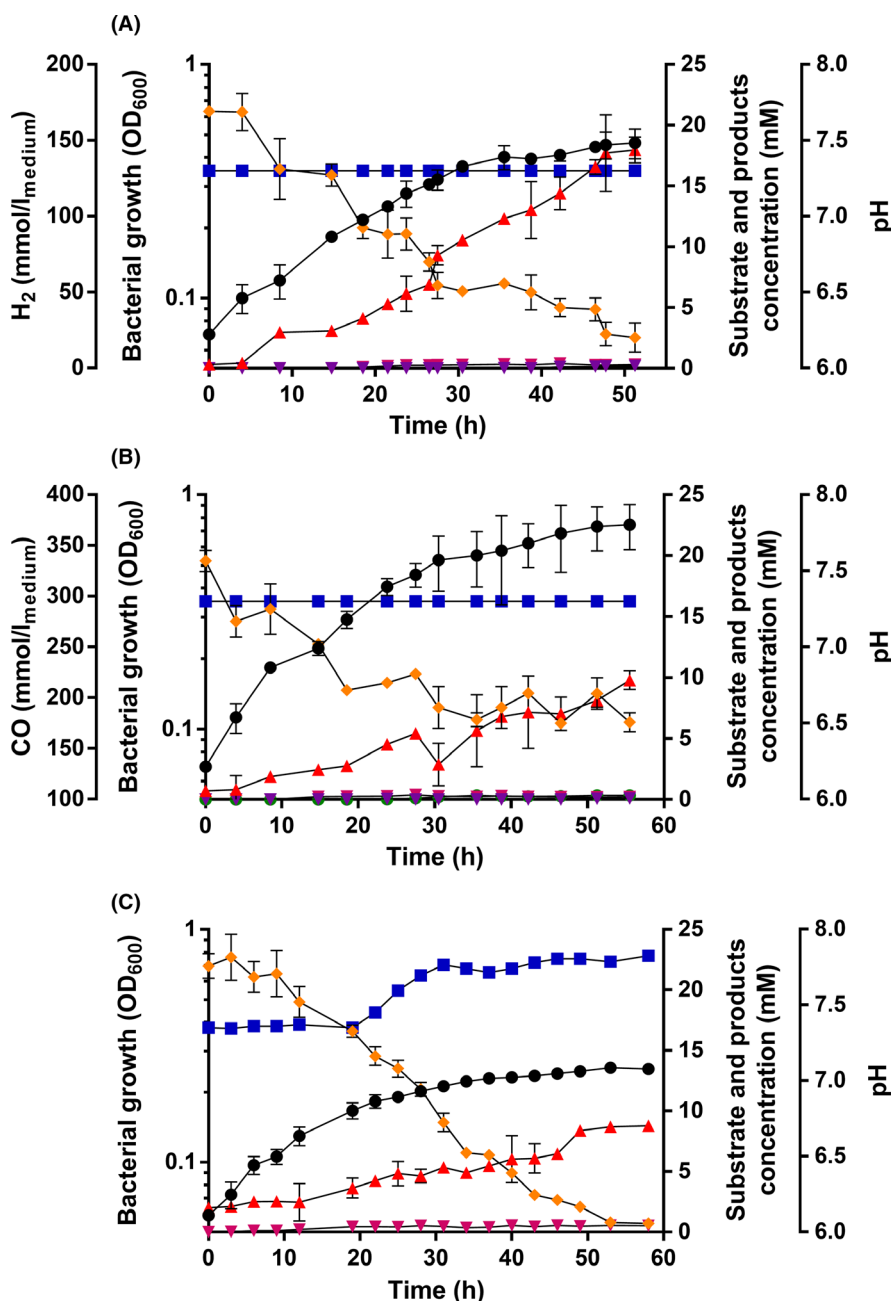 (A)
H2 (mmol/lmedium)
200
150
100
50
0
Bacterial growth (OD600)
1
0.1
0 10 20 30 40 50
Time (h)
25
20
15
10
5
0
Substrate and products
concentration (mM)
8.0
7.5
7.0
6.5
6.0
pH
(B)
CO (mmol/lmedium)
400
350
300
250
200
150
100
Bacterial growth (OD600)
1
0.1
0 10 20 30 40 50 60
Time (h)
25
20
15
10
5
0
Substrate and products
concentration (mM)
8.0
7.5
7.0
6.5
6.0
pH
(C)
Bacterial growth (OD600)
1
0.1
0 10 20 30 40 50 60
Time (h)
25
20
15
10
5
0
Substrate and products
concentration (mM)
8.0
7.5
7.0
6.5
6.0
pH